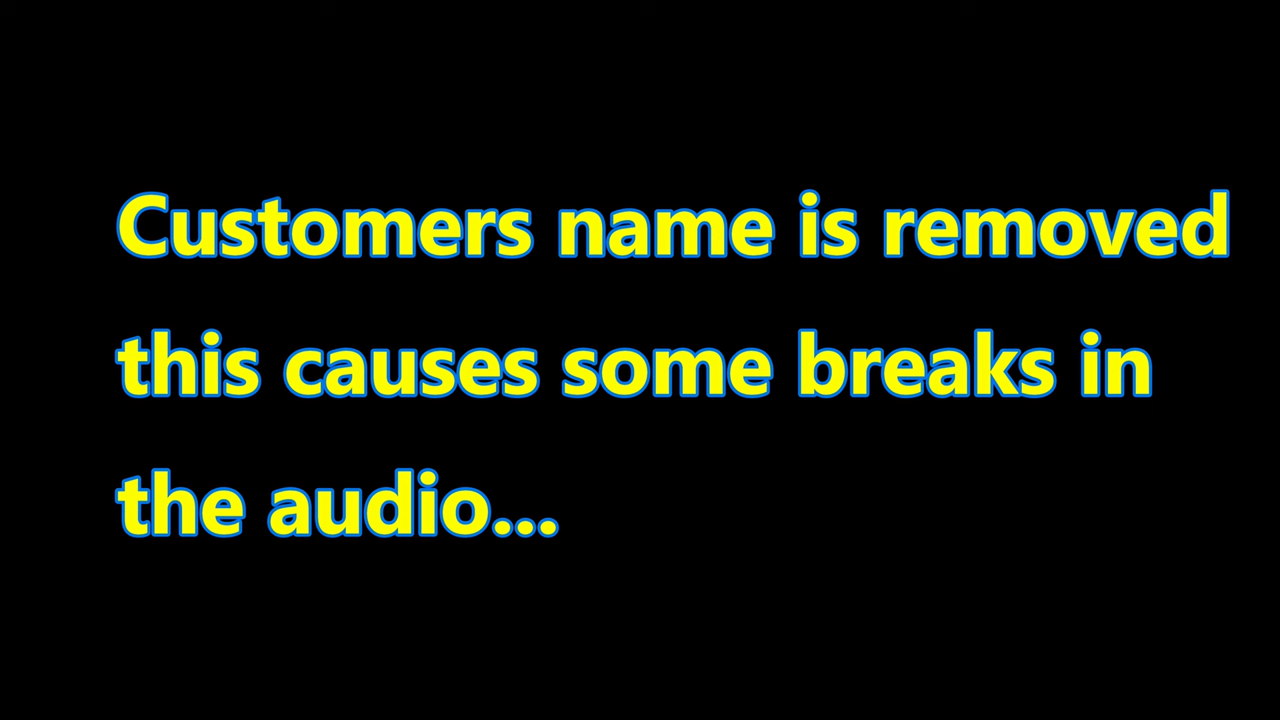 Customers name is removed
this causes some breaks in
the audio...